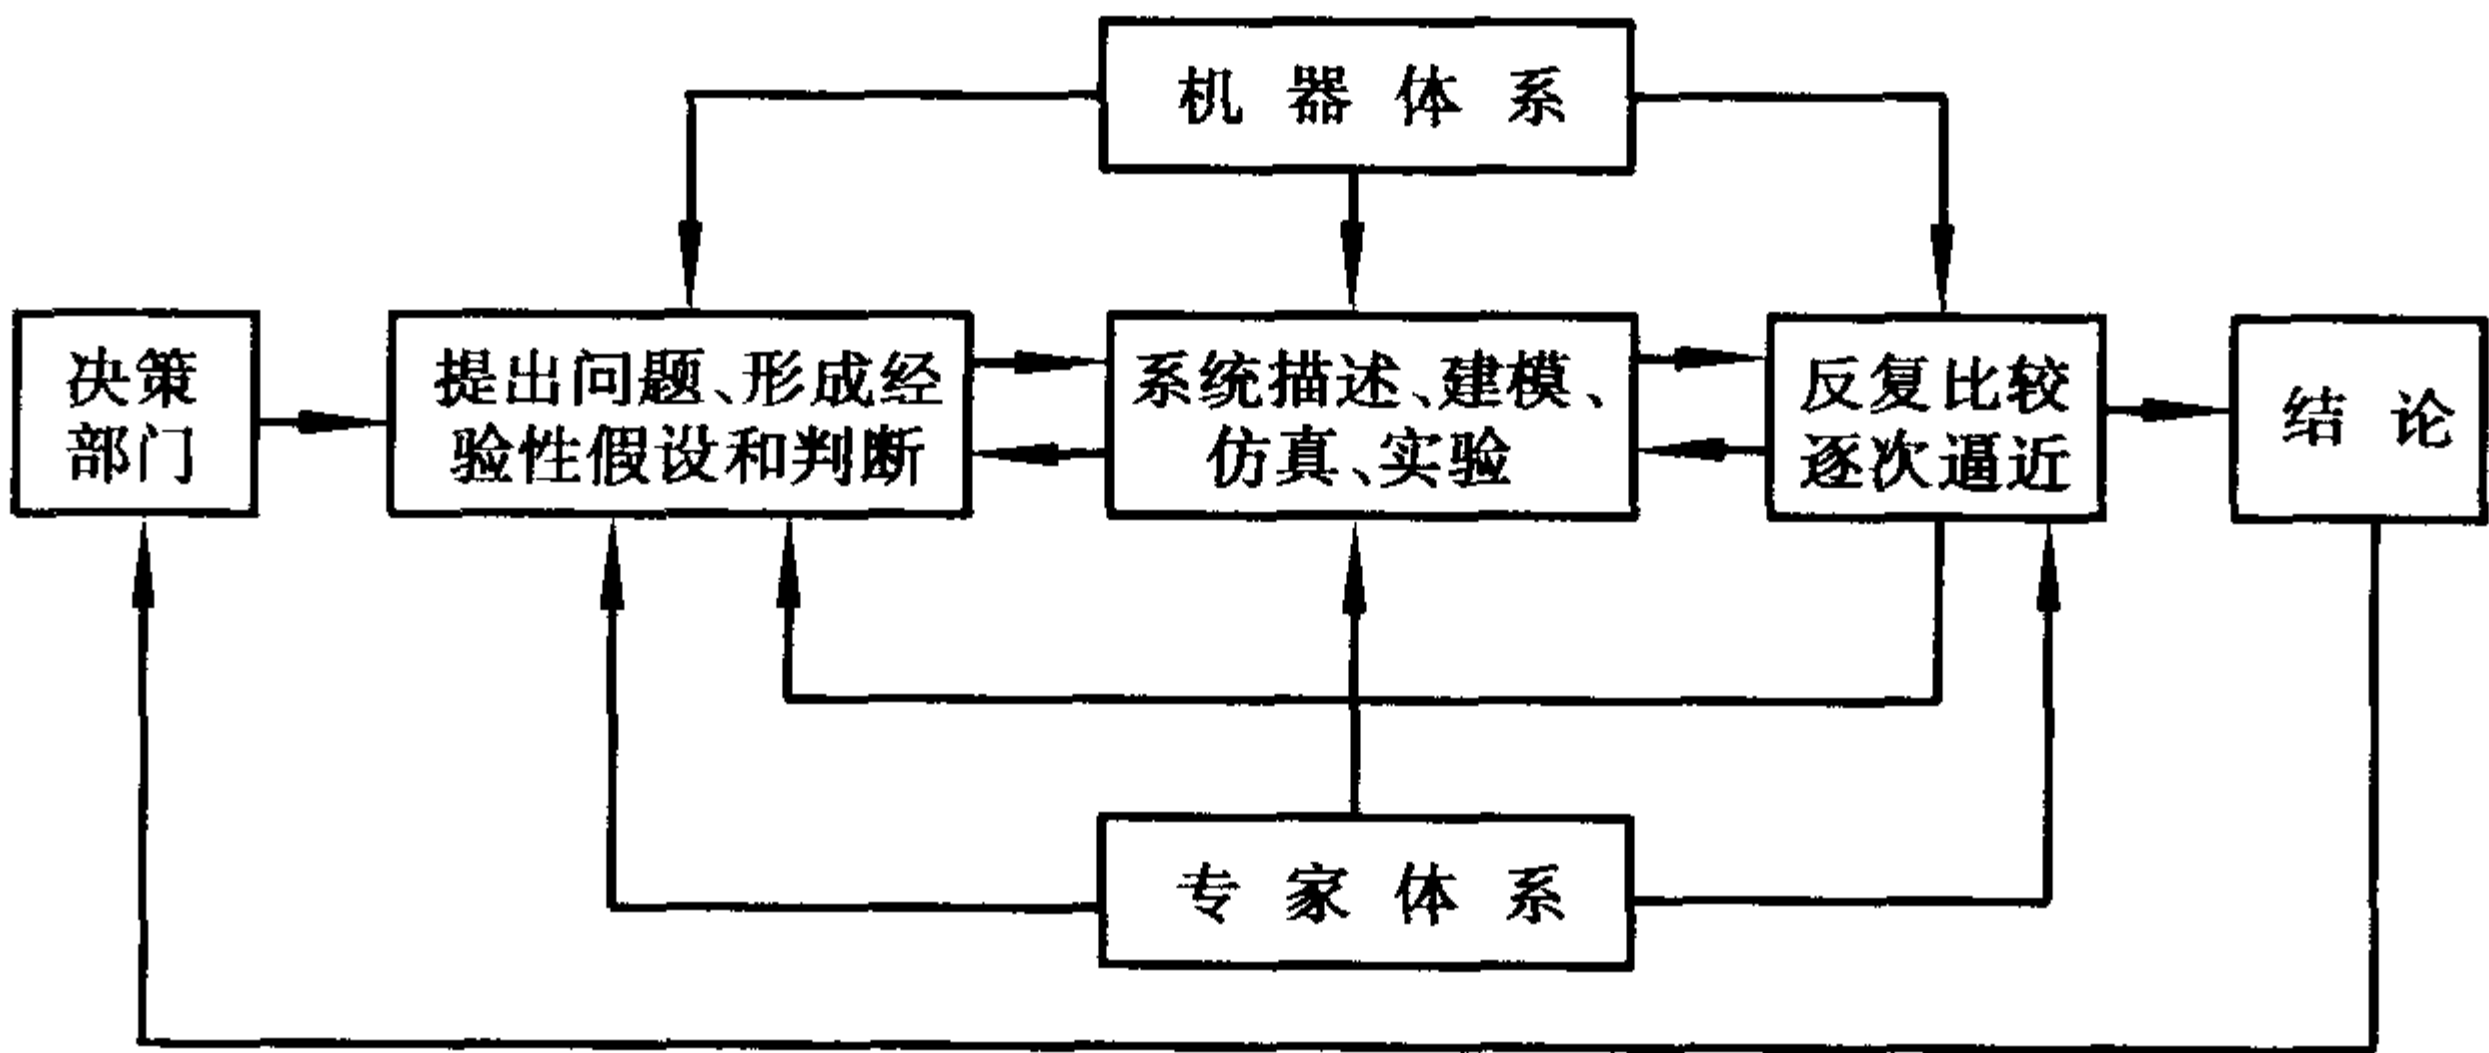 机器体系
决策
部门
提出问题、形成经
验性假设和判断
系统描述、建模、
仿真、实验
反复比较
逐次逼近
结论
专家体系